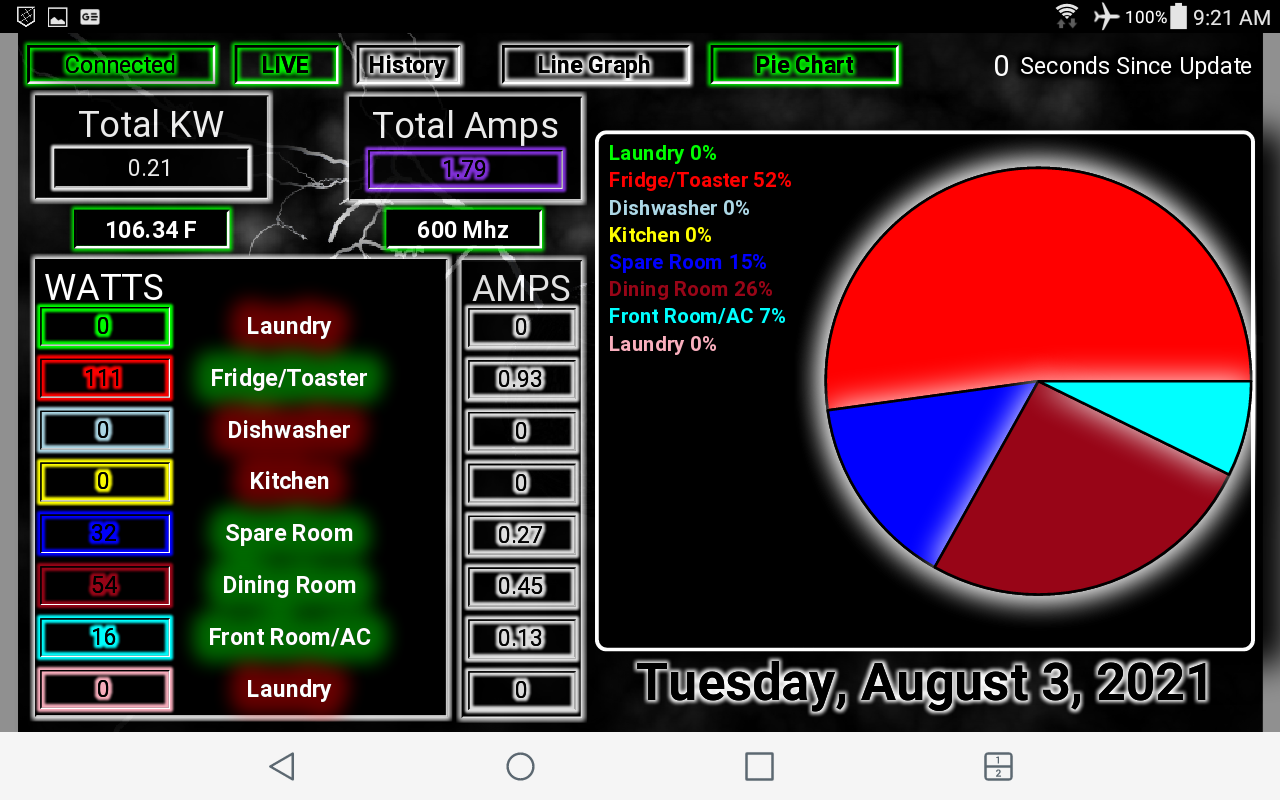 100% 9:21 AM
Connected LIVE History Line Graph Pie Chart 0 Seconds Since Update
Total KW Total Amps
0.21 1.79
106.34 F 600 Mhz
WATTS AMPS
0 Laundry 0
111 Fridge/Toaster 0.93
0 Dishwasher 0
0 Kitchen 0
32 Spare Room 0.27
54 Dining Room 0.45
16 Front Room/AC 0.13
0 Laundry 0
Laundry 0%
Fridge/Toaster 52%
Dishwasher 0%
Kitchen 0%
Spare Room 15%
Dining Room 26%
Front Room/AC 7%
Laundry 0%
Tuesday, August 3, 2021
1
2